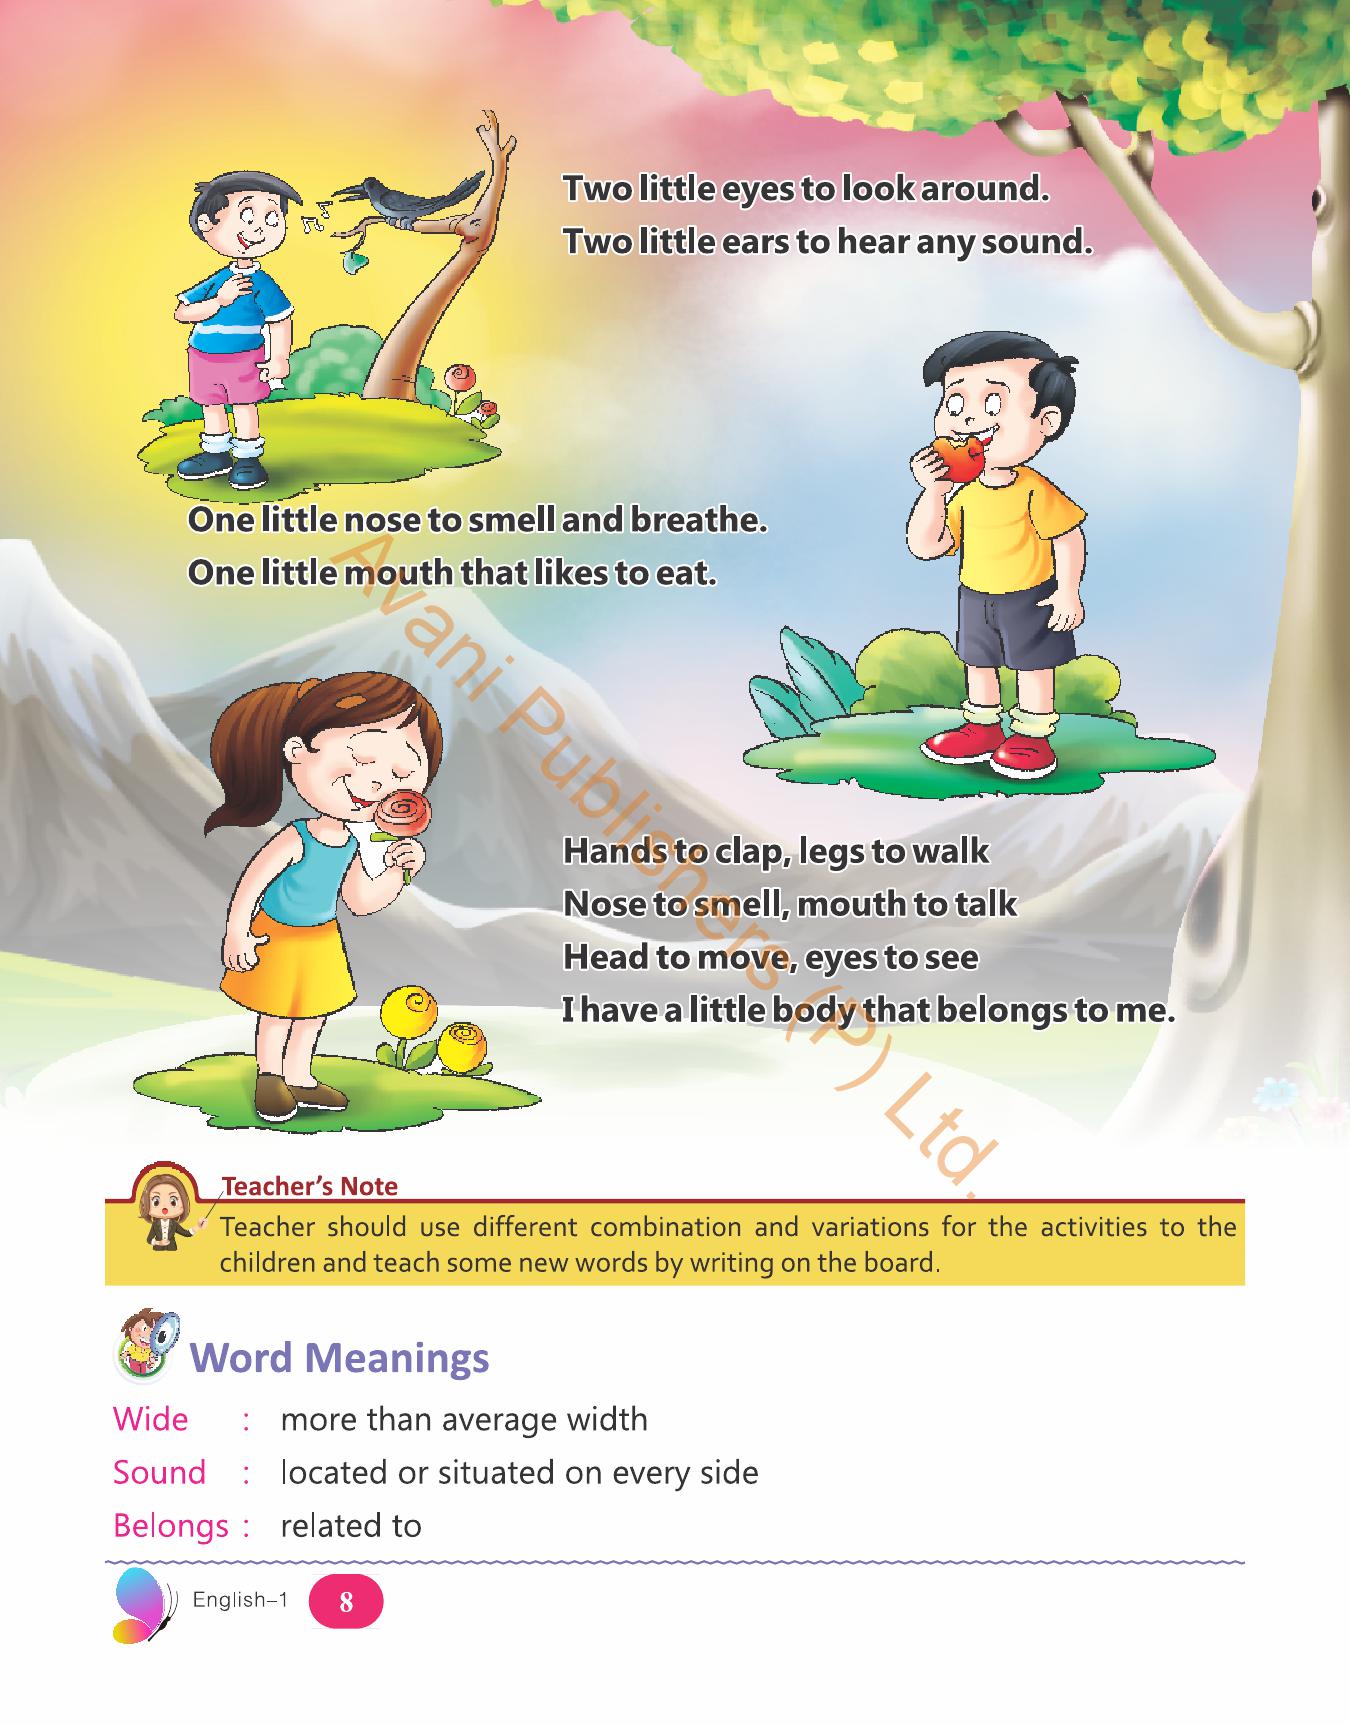 Two little eyes to look around.
Two little ears to hear any sound.
One little nose to smell and breathe.
One little mouth that likes to eat.
Hands to clap, legs to walk
Nose to smell, mouth to talk
Head to move, eyes to see
I have a little body that belongs to me.
Avani Publishers (P) Ltd.
Teacher's Note
Teacher should use different combination and variations for the activities to the
children and teach some new words by writing on the board.
Word Meanings
Wide : more than average width
Sound : located or situated on every side
Belongs : related to
English–1 8